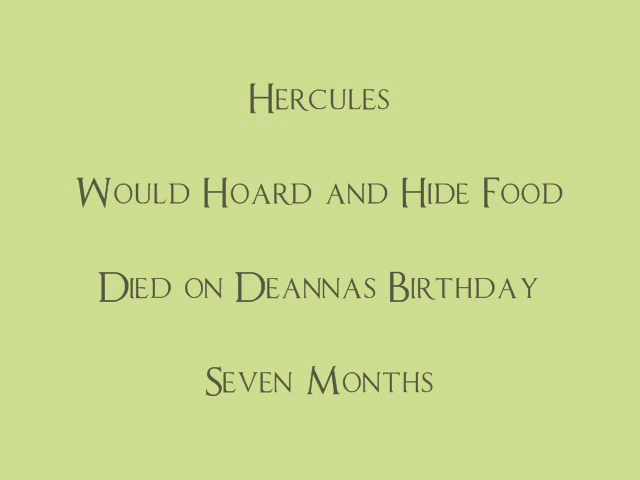 Hercules
Would Hoard and Hide Food
Died on Deannas Birthday
Seven Months